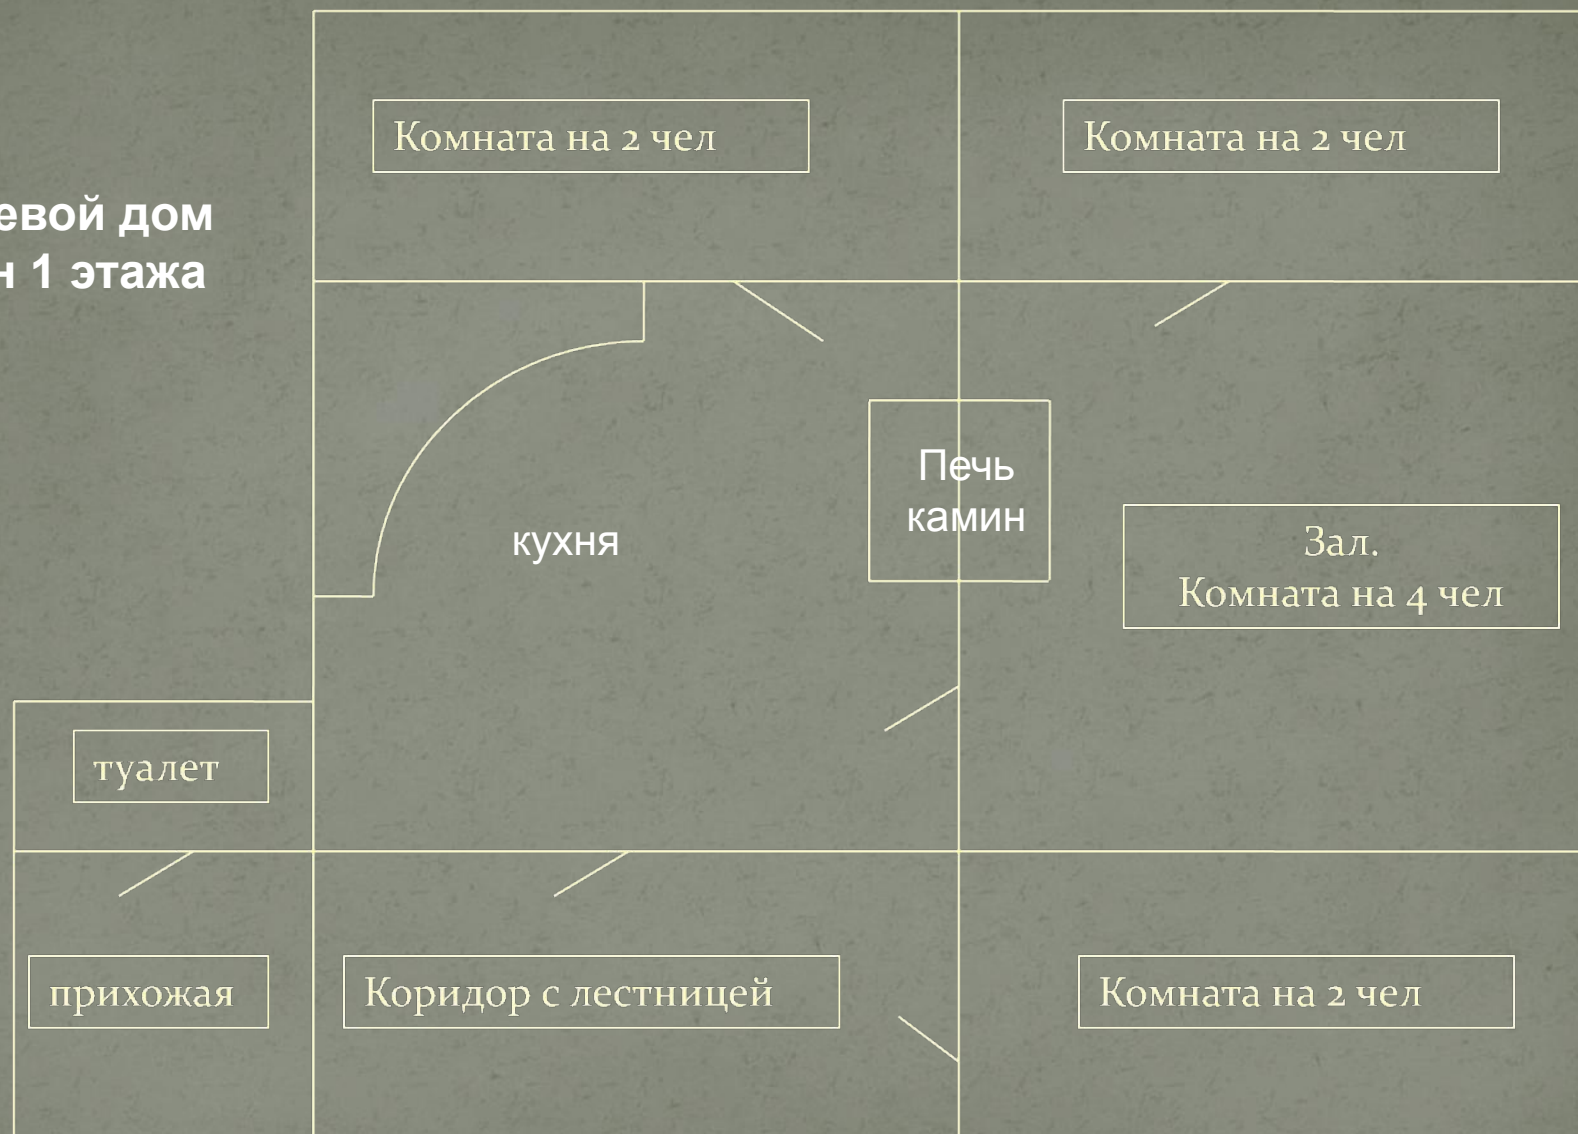 Комната на 2 чел
Комната на 2 чел
дом
1 этажа
Печь
камин
кухня
Зал.
Комната на 4 чел
туалет
прихожая
Коридор с лестницей
Комната на 2 чел